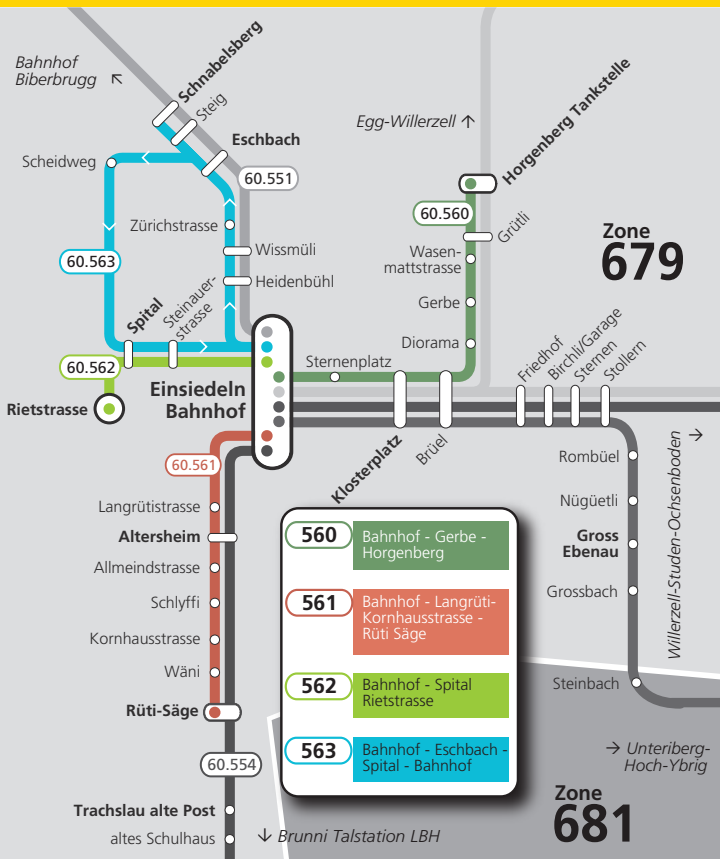 Bahnhof
Biberbrugg
Schnabelsberg
Steig
Eschbach
Egg-Willerzell
Horgenberg Tankstelle
Scheidweg
60.551
60.560
Grütli
Zone
679
Zürichstrasse
Wissmüli
Wasen-
mattstrasse
60.563
Heidenbühl
Steinauer-
strasse
Spital
Gerbe
Diorama
60.562
Sternenplatz
Friedhof
Birchli/Garage
Sternen
Stollern
Rietstrasse
Einsiedeln
Bahnhof
Klosterplatz
Brüel
60.561
Rombüel
Willerzell-Studen-Ochsenboden
Langrütistrasse
Nügüetli
Altersheim
Gross
Ebenau
Allmeindstrasse
Grossbach
Schlyffi
Kornhausstrasse
Wäni
Steinbach
Rüti-Säge
560
Bahnhof - Gerbe -
Horgenberg
561
Bahnhof - Langrüti-
Kornhausstrasse -
Rüti Säge
562
Bahnhof - Spital
Rietstrasse
563
Bahnhof - Eschbach -
Spital - Bahnhof
60.554
Unteriberg-
Hoch-Ybrig
Zone
681
Trachslau alte Post
altes Schulhaus
Brunni Talstation LBH